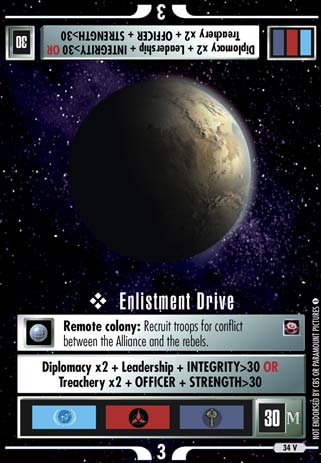 3
Diplomacy x2 + Leadership + INTEGRITY>30 OR
Treachery x2 + OFFICER + STRENGTH>30
30
❖ Enlistment Drive
Remote colony: Recruit troops for conflict
between the Alliance and the rebels.
Diplomacy x2 + Leadership + INTEGRITY>30 OR
Treachery x2 + OFFICER + STRENGTH>30
30 M
3
34 V
NOT ENDORSED BY CBS OR PARAMOUNT PICTURES